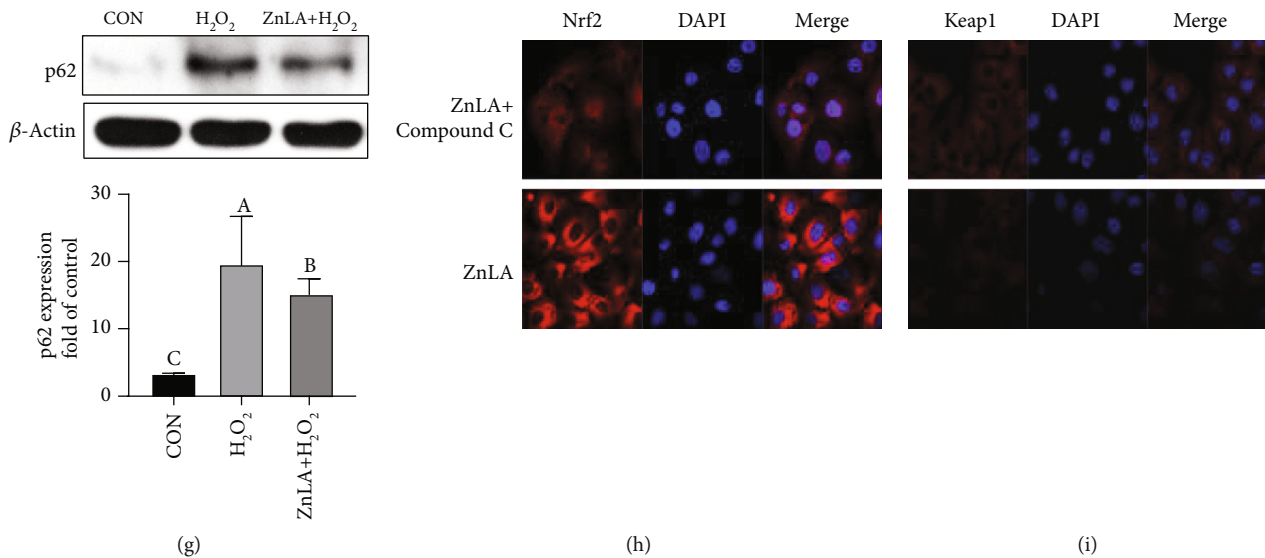 CON H₂O₂ ZnLA+H₂O₂
p62
β-Actin
30
20
10
0
p62 expression
fold of control
C
A
B
CON
H₂O₂
ZnLA+H₂O₂
(g)
Nrf2 DAPI Merge
ZnLA+
Compound C
ZnLA
(h)
Keap1 DAPI Merge
(i)